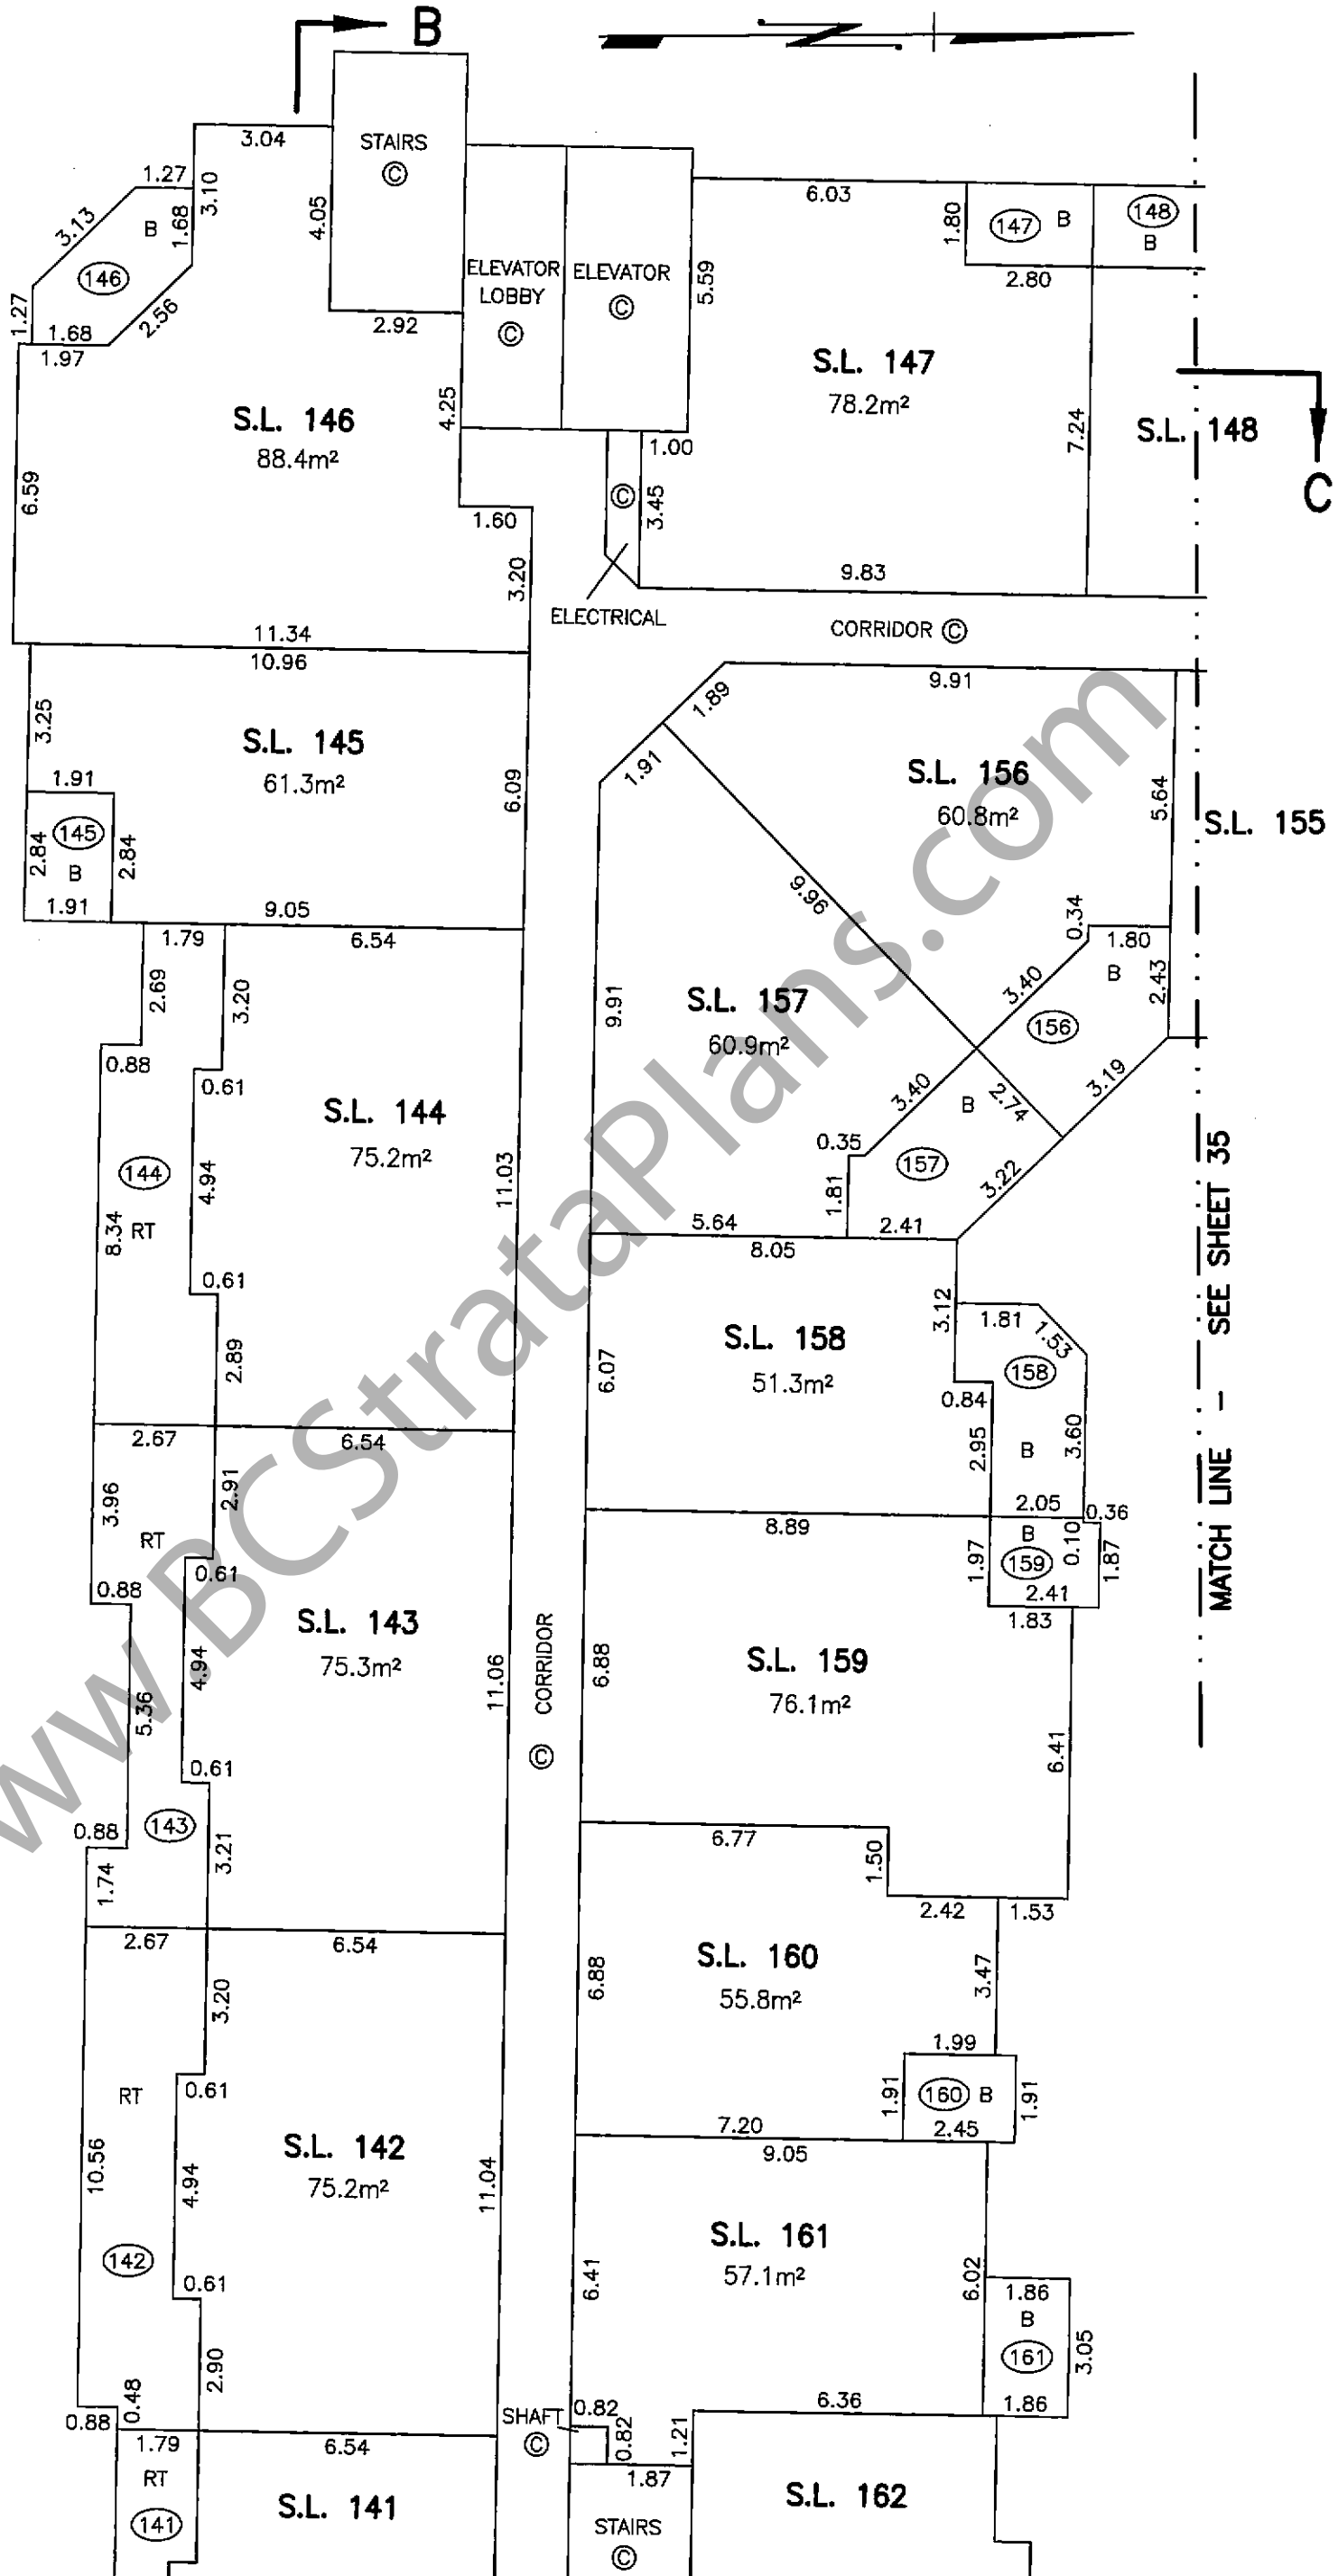 B
3.04
STAIRS
©
1.27
3.10
3.13
B
1.68
4.05
146
1.27
1.68
2.56
1.97
2.92
ELEVATOR
LOBBY
©
ELEVATOR
©
5.59
6.03
1.80
147 B
148
B
2.80
S.L. 147
78.2m²
7.24
S.L. 148
C
S.L. 146
88.4m²
4.25
6.59
1.60
3.20
1.00
©
3.45
9.83
ELECTRICAL
CORRIDOR ©
11.34
10.96
9.91
1.89
3.25
S.L. 145
61.3m²
1.91
6.09
1.91
145
B
2.84
2.84
1.91
9.05
S.L. 156
60.8m²
5.64
S.L. 155
9.96
0.34
1.80
1.79
6.54
2.69
3.20
9.91
S.L. 157
60.9m²
3.40
B
2.43
156
0.88
0.61
S.L. 144
75.2m²
144
4.94
8.34
RT
11.03
3.40
B
2.74
3.19
0.35
157
1.81
3.22
5.64
2.41
8.05
0.61
2.89
S.L. 158
51.3m²
6.07
3.12
1.81
1.53
158
0.84
2.95
B
3.60
2.67
6.54
3.96
RT
2.91
2.05
0.36
8.89
B
0.10
159
1.97
1.87
2.41
1.83
MATCH LINE - SEE SHEET 35
0.88
0.61
S.L. 143
75.3m²
4.94
5.36
11.06
CORRIDOR
©
6.88
S.L. 159
76.1m²
6.41
0.61
0.88
143
3.21
1.74
6.77
1.50
2.42
1.53
2.67
6.54
3.20
6.88
S.L. 160
55.8m²
3.47
RT
0.61
1.99
1.91
160 B
1.91
7.20
2.45
9.05
10.56
4.94
S.L. 142
75.2m²
11.04
142
0.61
S.L. 161
57.1m²
6.41
6.02
1.86
B
161
3.05
1.86
2.90
0.48
0.88
SHAFT
©
0.82
0.82
1.21
6.36
1.79
6.54
RT
141
S.L. 141
1.87
STAIRS
©
S.L. 162
www.BCStrataPlans.com